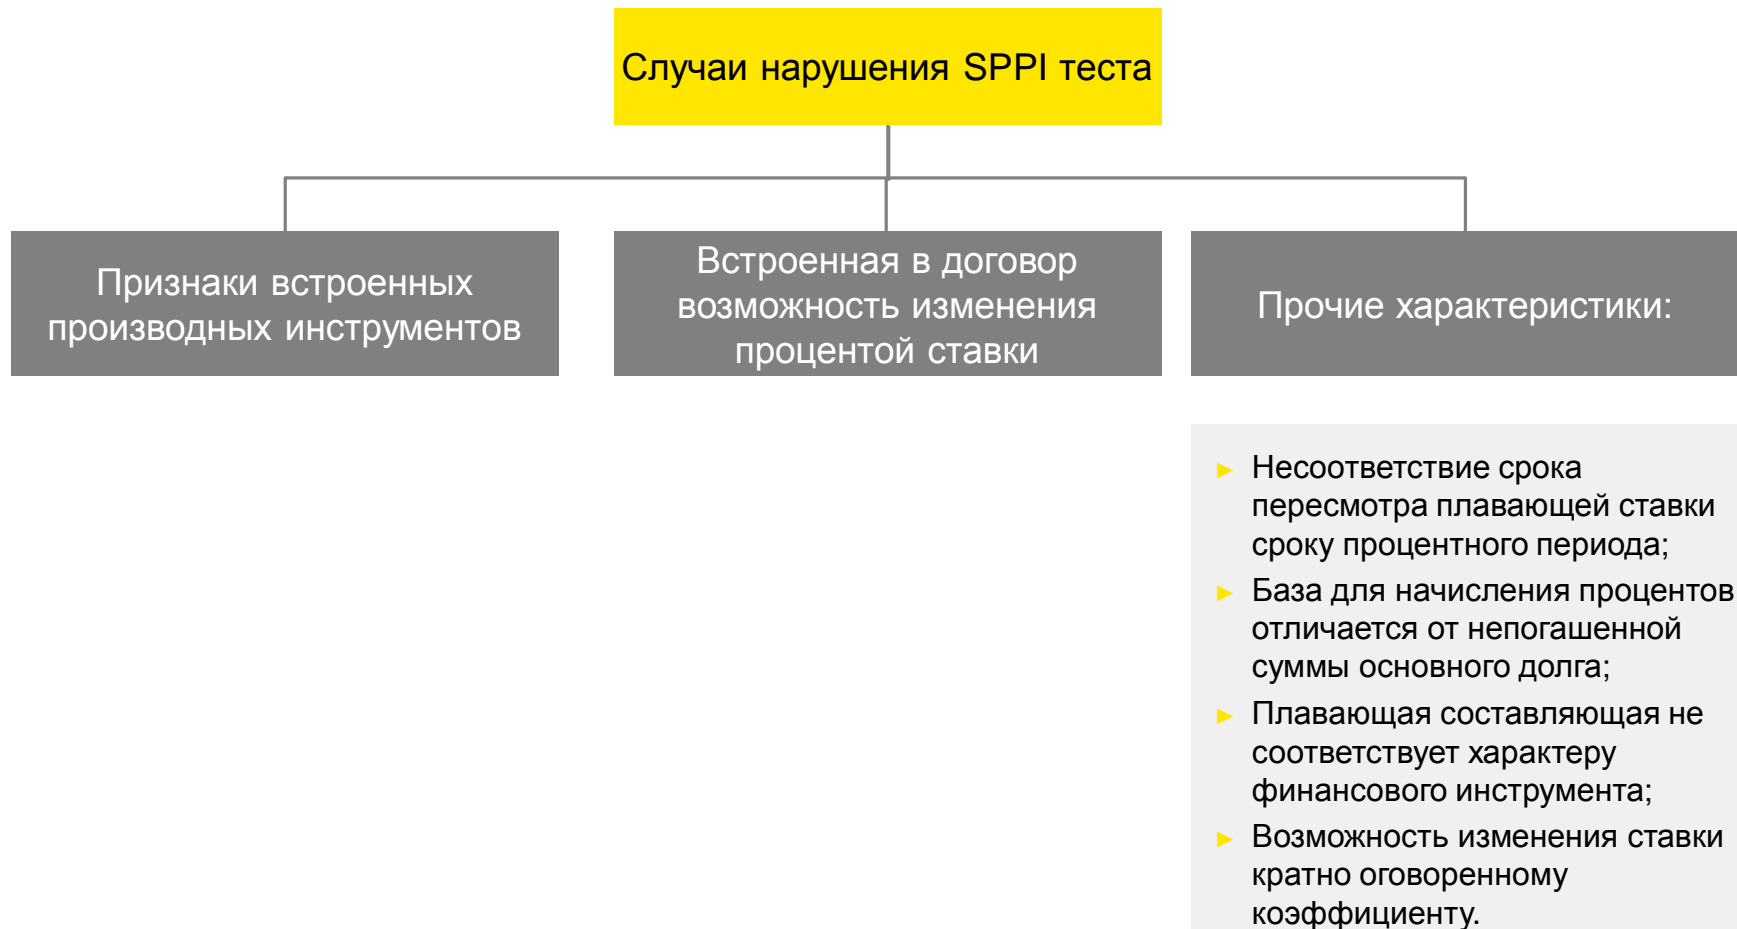 Случаи нарушения SPPI теста
Признаки встроенных
производных инструментов
Встроенная в договор
возможность изменения
процентой ставки
Прочие характеристики:
► Несоответствие срока
пересмотра плавающей ставки
сроку процентного периода;
► База для начисления процентов
отличается от непогашенной
суммы основного долга;
► Плавающая составляющая не
соответствует характеру
финансового инструмента;
► Возможность изменения ставки
кратно оговоренному
коэффициенту.